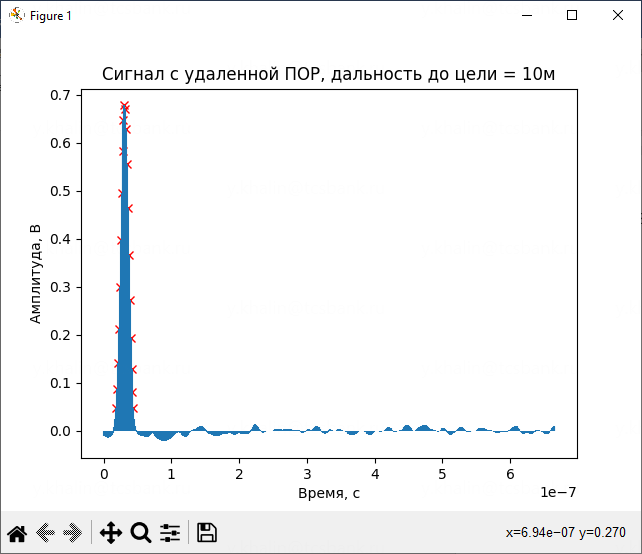 Figure 1
Сигнал с удаленной ПОР, дальность до цели = 10м
0.7
0.6
0.5
0.4
0.3
0.2
0.1
0.0
Амплитуда, В
0 1 2 3 4 5 6
1e−7
Время, с
x=6.94e−07 y=0.270